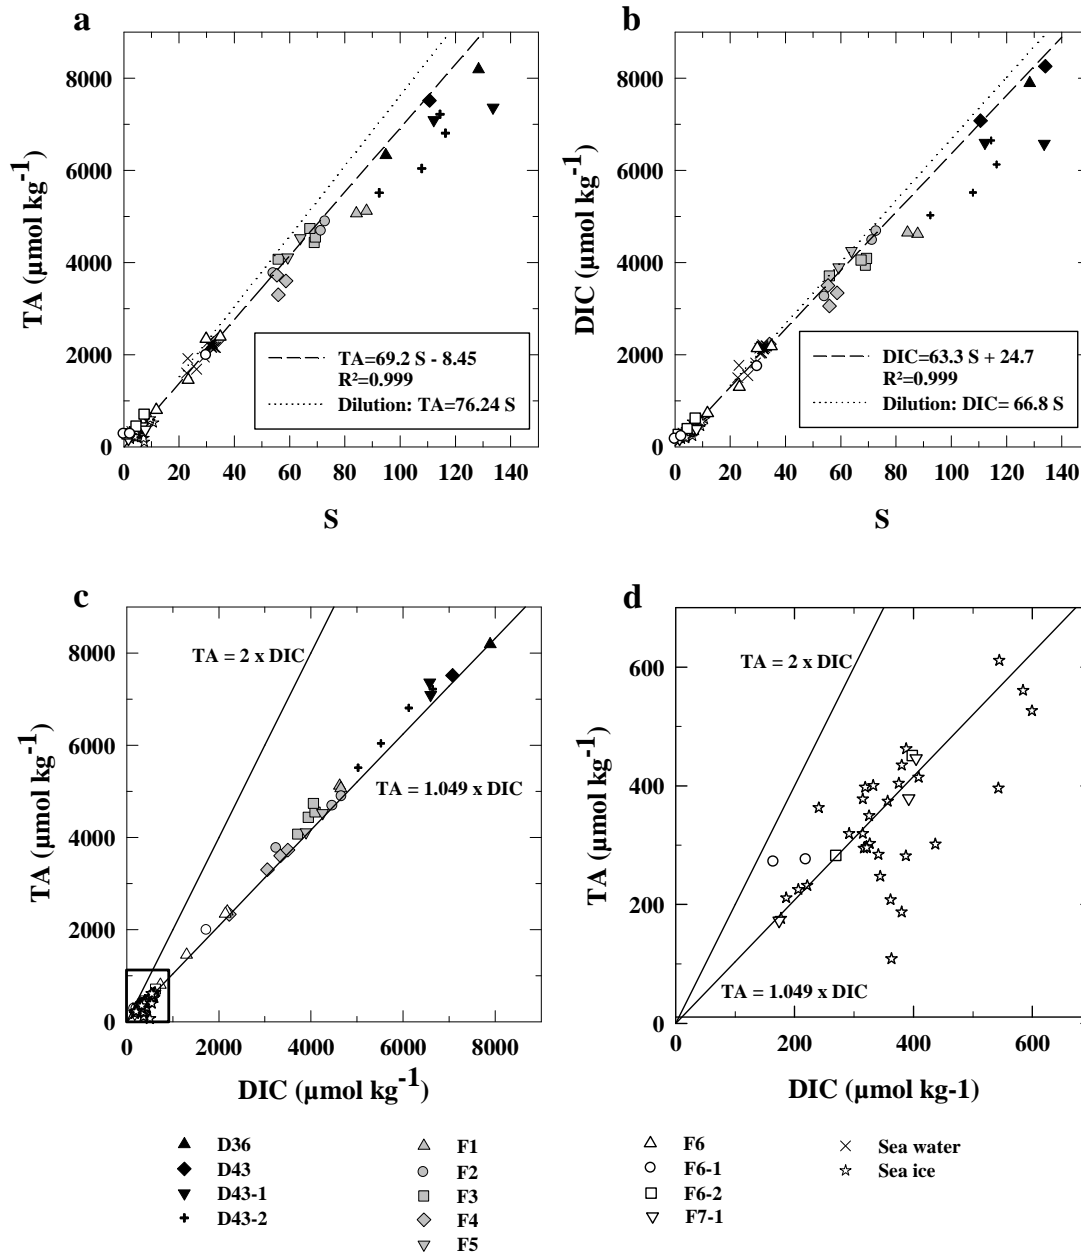 a
b
8000
6000
4000
2000
0
TA (µmol kg-1)
TA=69.2 S - 8.45
R²=0.999
Dilution: TA=76.24 S
0 20 40 60 80 100 120 140
S
8000
6000
4000
2000
0
DIC (µmol kg-1)
DIC=63.3 S + 24.7
R²=0.999
Dilution: DIC= 66.8 S
0 20 40 60 80 100 120 140
S
c
d
8000
6000
4000
2000
0
TA (µmol kg-1)
TA = 2 x DIC
TA = 1.049 x DIC
0 2000 4000 6000 8000
DIC (µmol kg-1)
600
400
200
0
TA (µmol kg-1)
TA = 2 x DIC
TA = 1.049 x DIC
0 200 400 600
DIC (µmol kg-1)
D36
D43
D43-1
D43-2
F1
F2
F3
F4
F5
F6
F6-1
F6-2
F7-1
Sea water
Sea ice